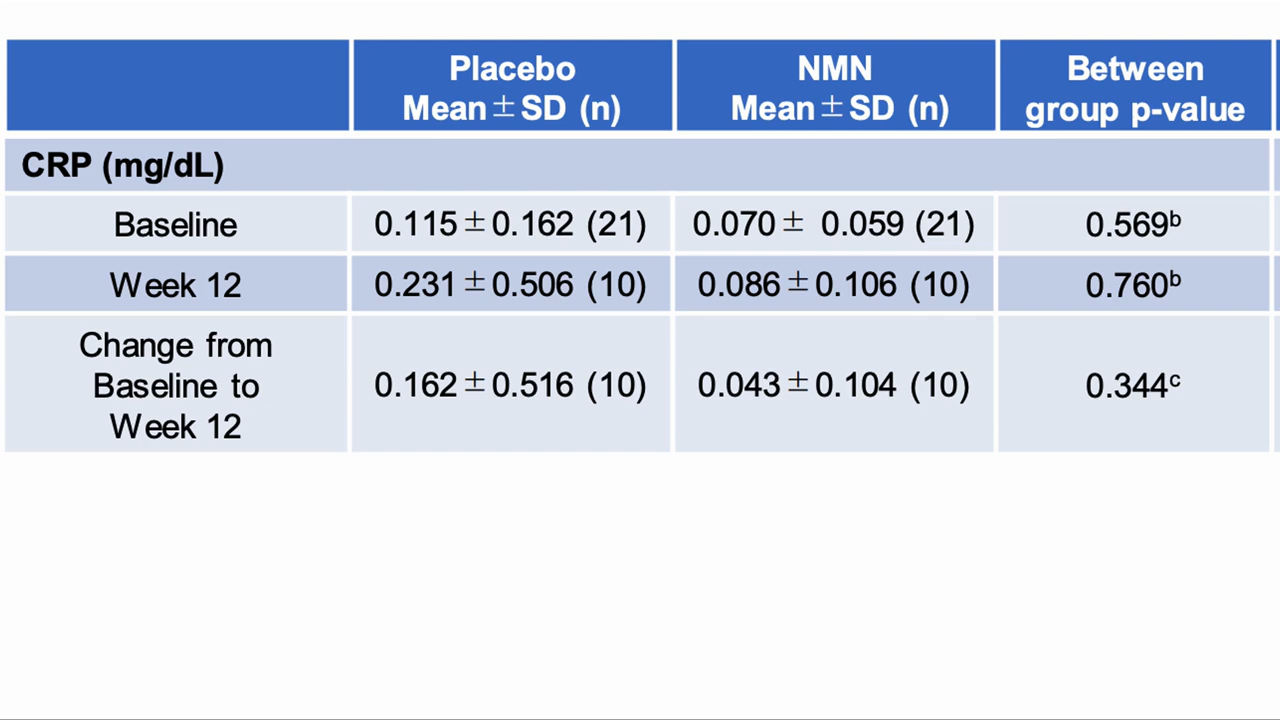 Placebo
Mean±SD (n)
NMN
Mean±SD (n)
Between
group p-value
CRP (mg/dL)
Baseline
0.115±0.162 (21)
0.070± 0.059 (21)
0.569ᵇ
Week 12
0.231±0.506 (10)
0.086±0.106 (10)
0.760ᵇ
Change from
Baseline to
Week 12
0.162±0.516 (10)
0.043±0.104 (10)
0.344ᶜ